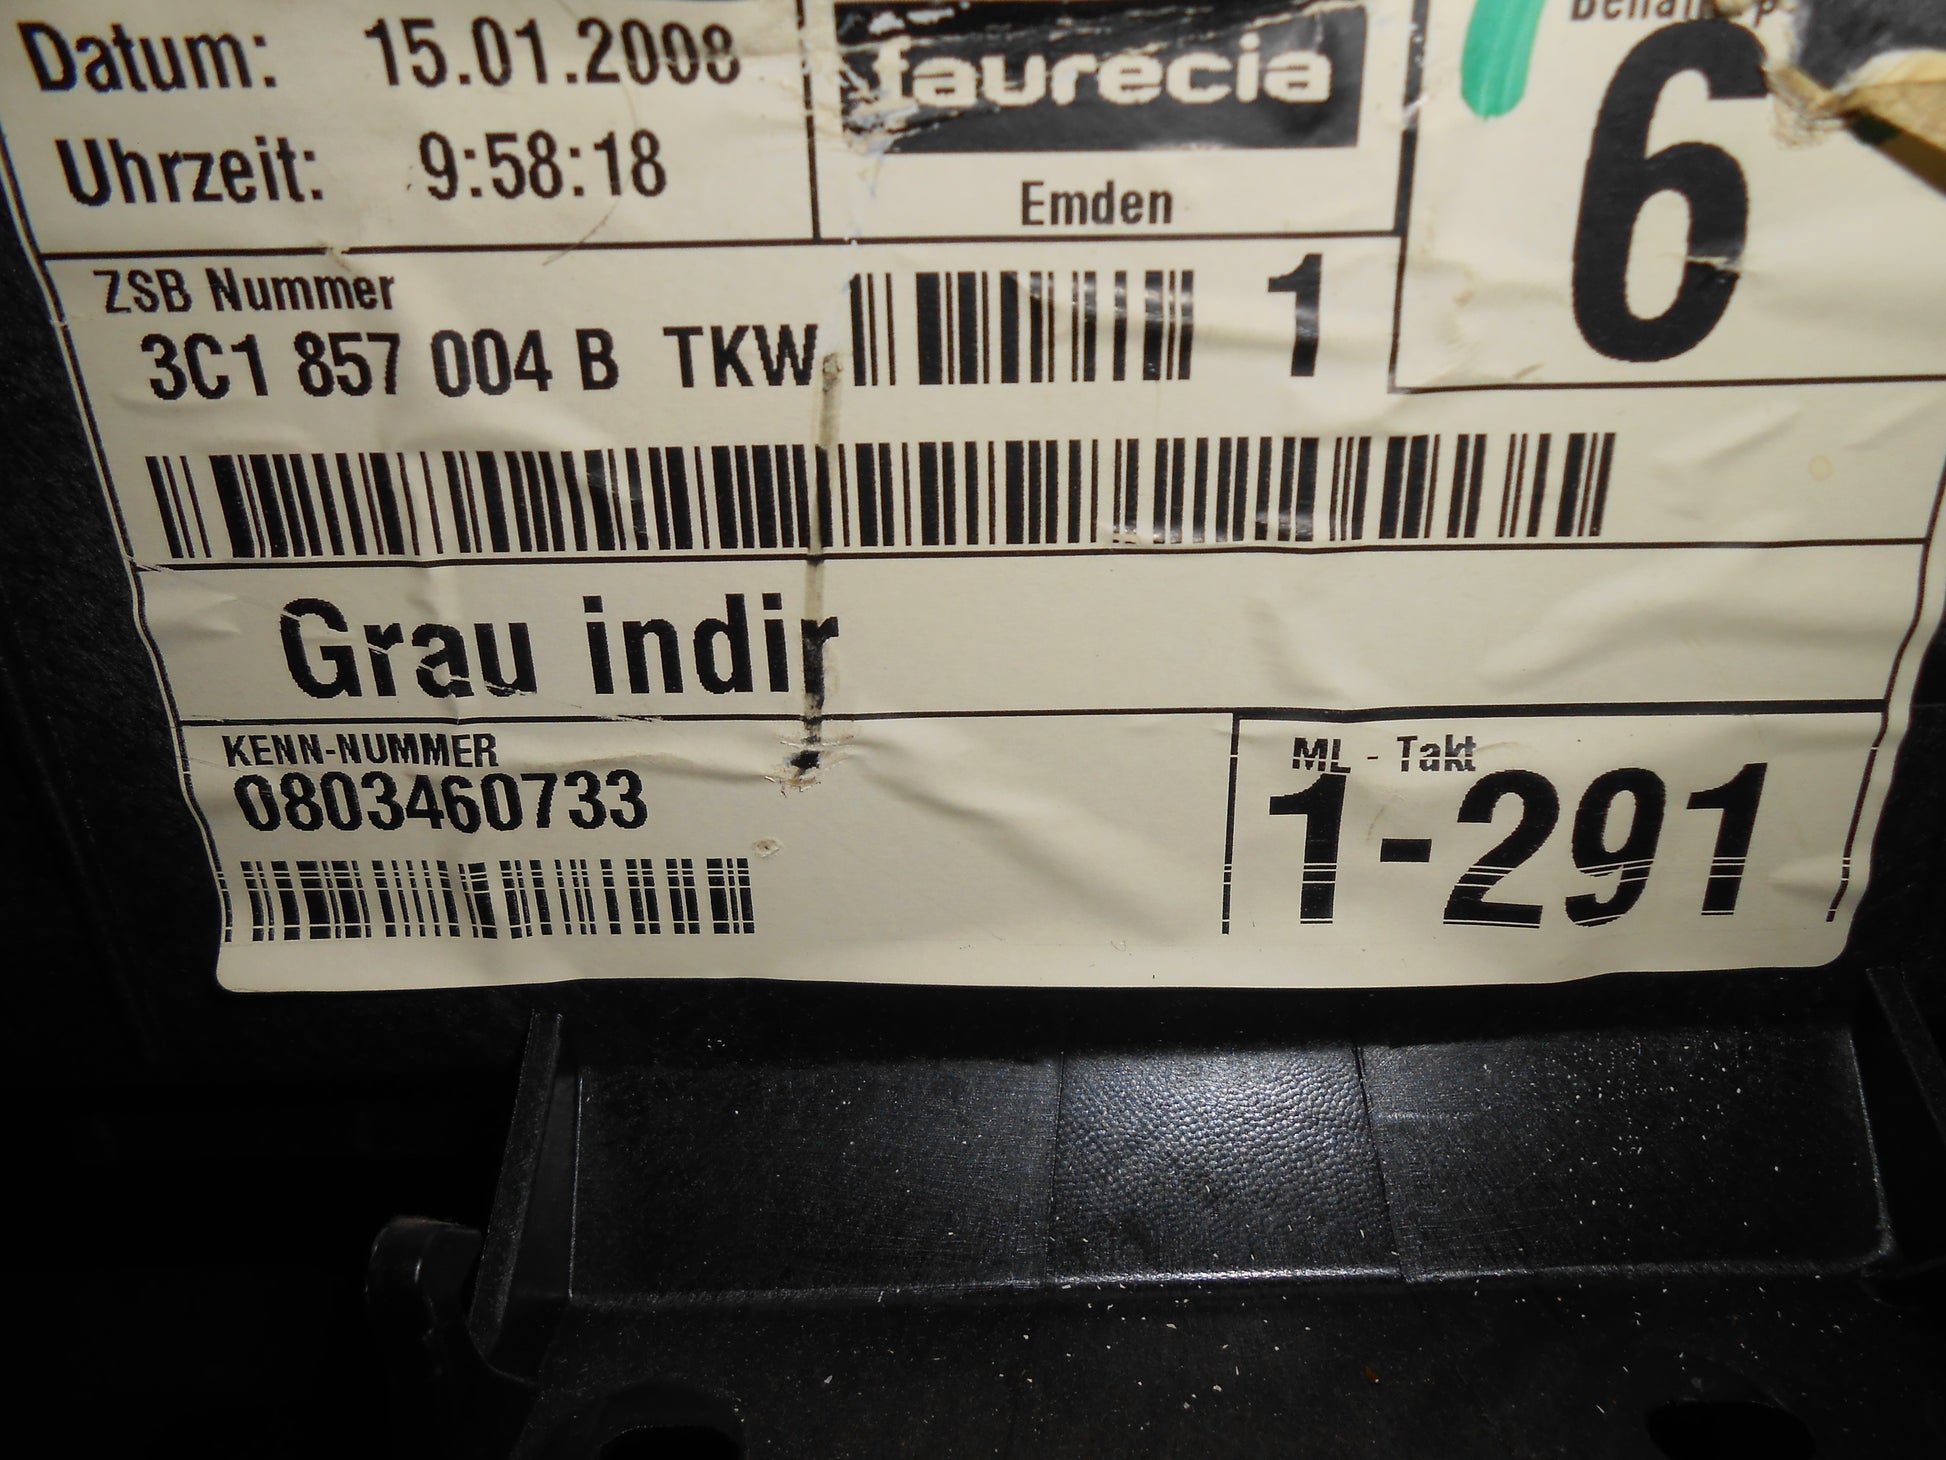 Datum: 15.01.2008
Uhrzeit: 9:58:18
faurecia
Emden
6
ZSB Nummer
3C1 857 004 B TKW
1
Grau indir
KENN-NUMMER
0803460733
ML - Takt
1-291